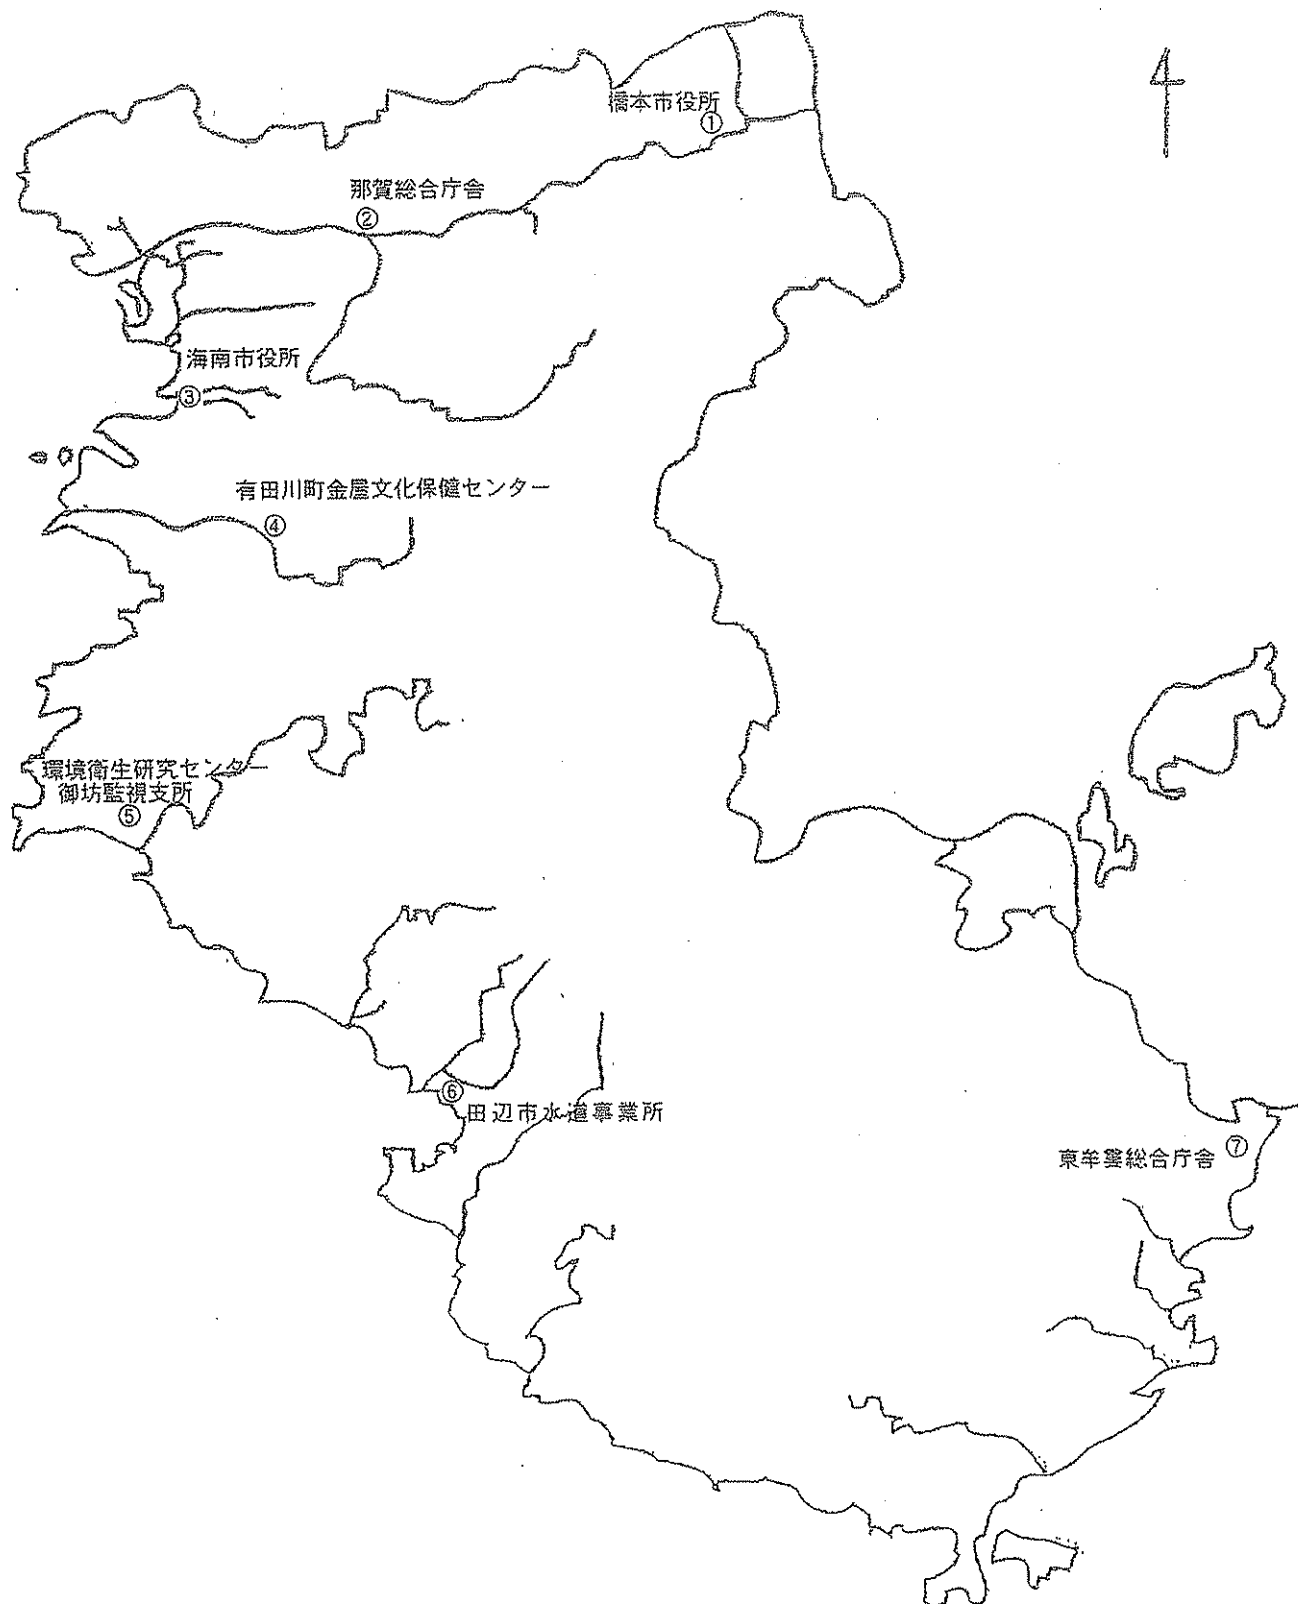 橋本市役所
①
那賀総合庁舎
②
海南市役所
③
有田川町金屋文化保健センター
④
環境衛生研究センター
御坊監視支所
⑤
⑥
田辺市水道事業所
⑦
東牟婁総合庁舎